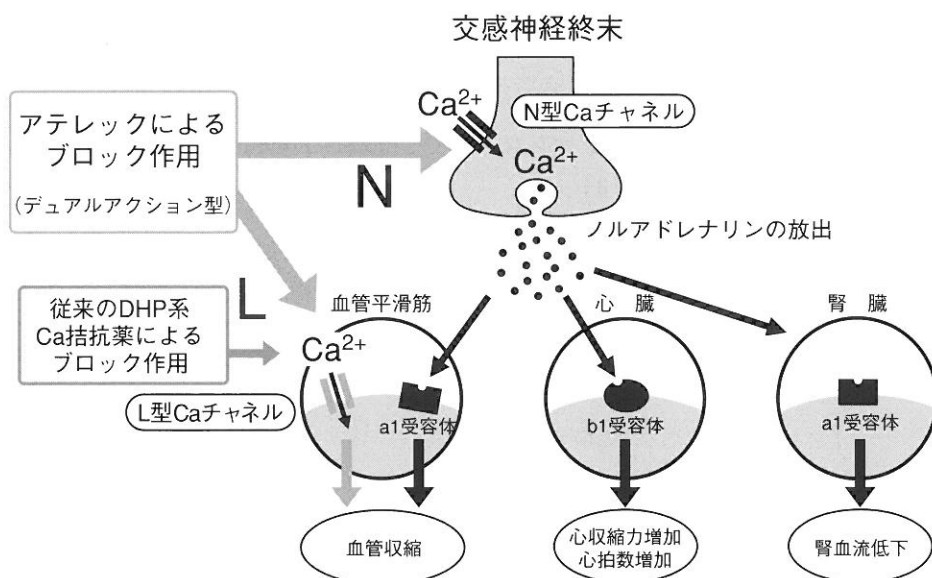 交感神経終末
アテレックによる
ブロック作用
(デュアルアクション型)
Ca2+
N型Caチャネル
Ca2+
N
ノルアドレナリンの放出
L
従来のDHP系
Ca拮抗薬による
ブロック作用
血管平滑筋
心 臓
腎 臓
Ca2+
L型Caチャネル
a1受容体
b1受容体
a1受容体
血管収縮
心収縮力増加
心拍数増加
腎血流低下